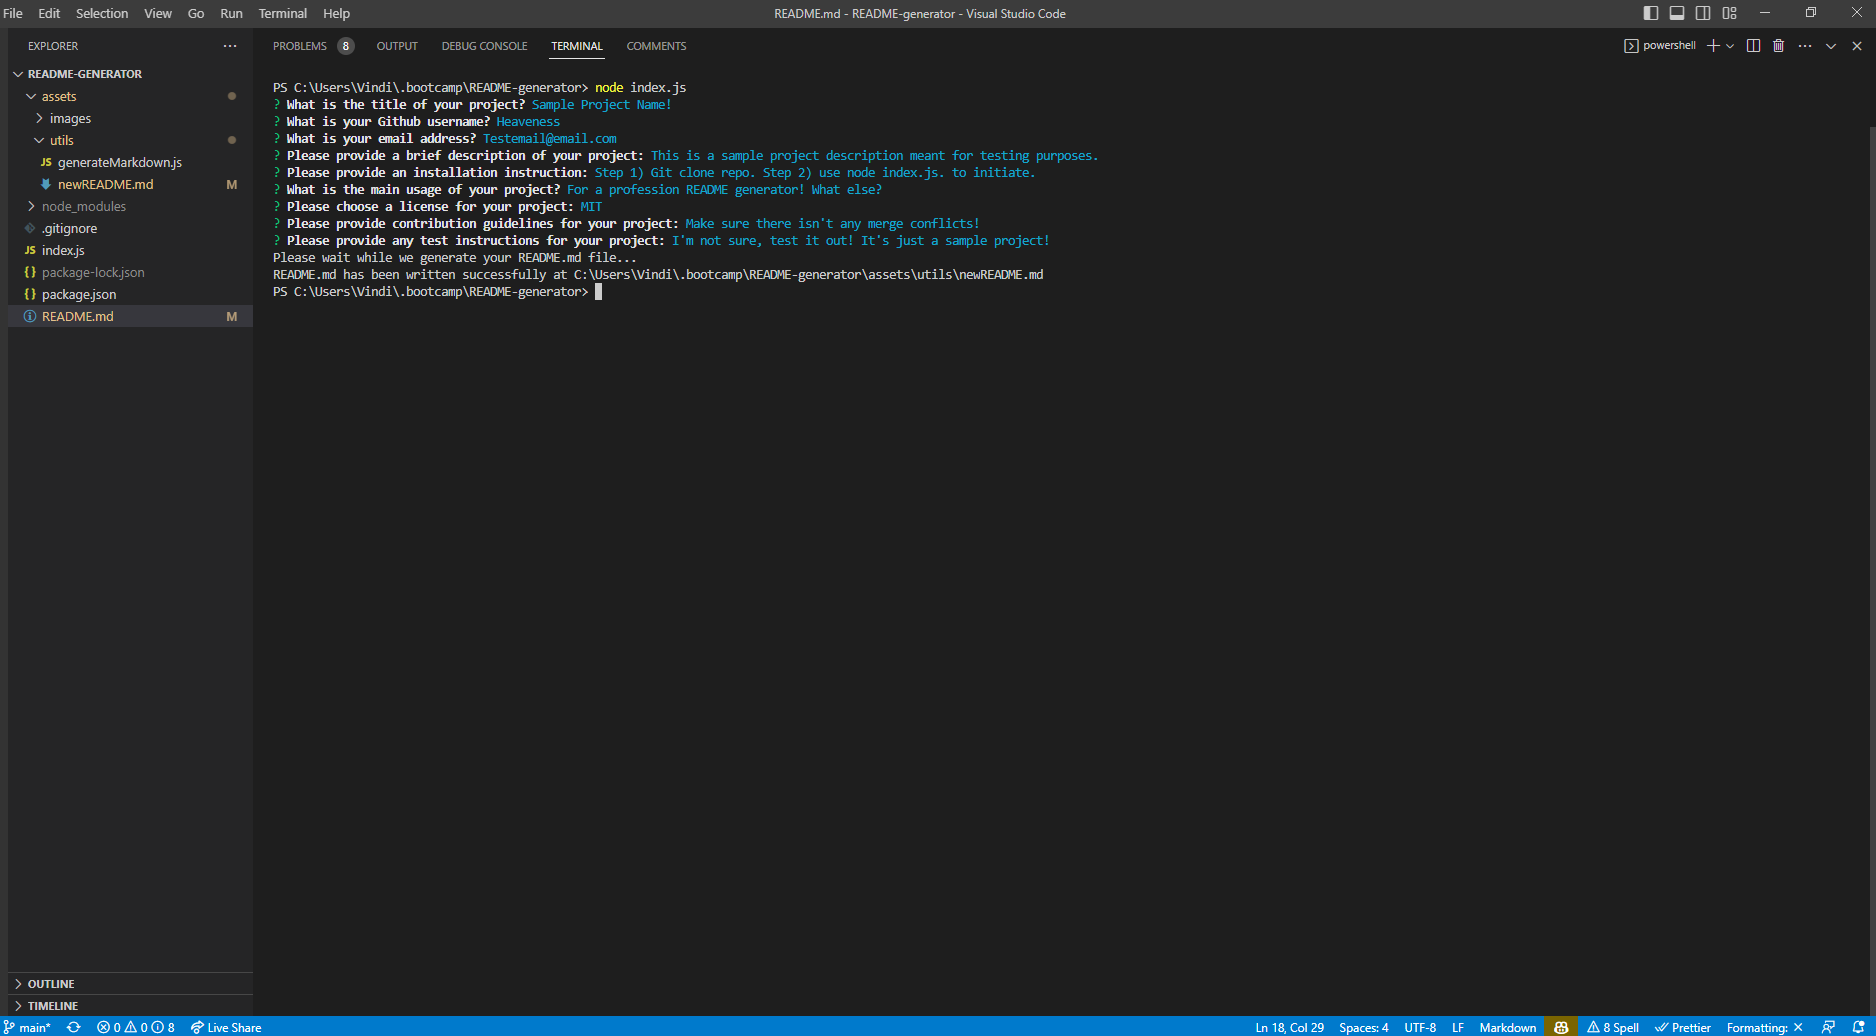 File Edit Selection View Go Run Terminal Help
README.md - README-generator - Visual Studio Code
EXPLORER
README-GENERATOR
assets
images
utils
JS generateMarkdown.js
newREADME.md M
node_modules
.gitignore
JS index.js
{} package-lock.json
{} package.json
README.md M
OUTLINE
TIMELINE
PROBLEMS 8 OUTPUT DEBUG CONSOLE TERMINAL COMMENTS
powershell
PS C:\Users\Vindi\.bootcamp\README-generator> node index.js
? What is the title of your project? Sample Project Name!
? What is your Github username? Heaveness
? What is your email address? Testemail@email.com
? Please provide a brief description of your project: This is a sample project description meant for testing purposes.
? Please provide an installation instruction: Step 1) Git clone repo. Step 2) use node index.js. to initiate.
? What is the main usage of your project? For a profession README generator! What else?
? Please choose a license for your project: MIT
? Please provide contribution guidelines for your project: Make sure there isn't any merge conflicts!
? Please provide any test instructions for your project: I'm not sure, test it out! It's just a sample project!
Please wait while we generate your README.md file...
README.md has been written successfully at C:\Users\Vindi\.bootcamp\README-generator\assets\utils\newREADME.md
PS C:\Users\Vindi\.bootcamp\README-generator>
main* 0 0 8 Live Share
Ln 18, Col 29 Spaces: 4 UTF-8 LF Markdown 8 Spell Prettier Formatting: ×